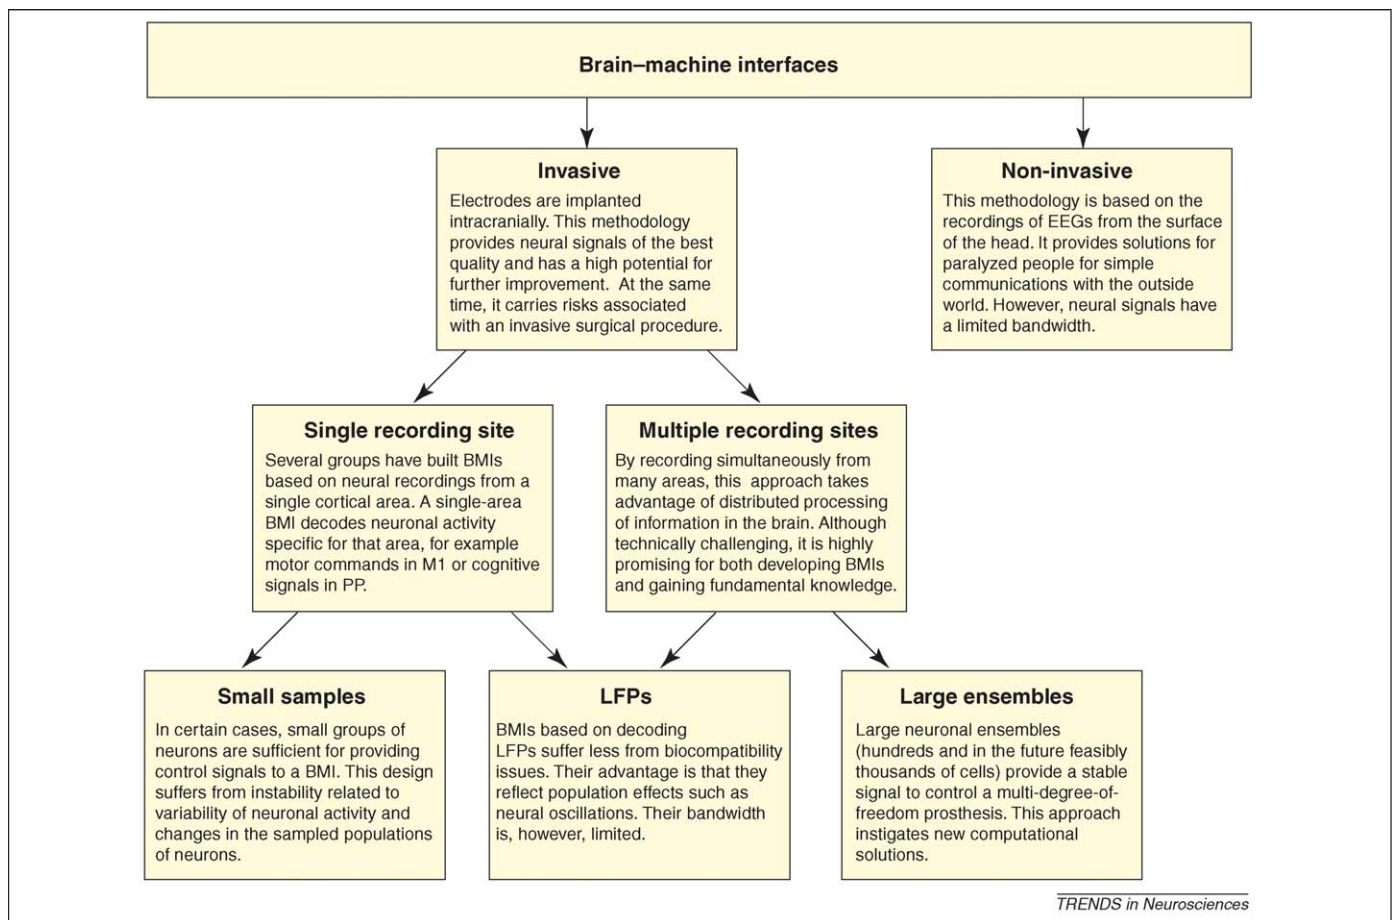 Brain–machine interfaces
Invasive
Electrodes are implanted
intracranially. This methodology
provides neural signals of the best
quality and has a high potential for
further improvement. At the same
time, it carries risks associated
with an invasive surgical procedure.
Non-invasive
This methodology is based on the
recordings of EEGs from the surface
of the head. It provides solutions for
paralyzed people for simple
communications with the outside
world. However, neural signals have
a limited bandwidth.
Single recording site
Several groups have built BMIs
based on neural recordings from a
single cortical area. A single-area
BMI decodes neuronal activity
specific for that area, for example
motor commands in M1 or cognitive
signals in PP.
Multiple recording sites
By recording simultaneously from
many areas, this approach takes
advantage of distributed processing
of information in the brain. Although
technically challenging, it is highly
promising for both developing BMIs
and gaining fundamental knowledge.
Small samples
In certain cases, small groups of
neurons are sufficient for providing
control signals to a BMI. This design
suffers from instability related to
variability of neuronal activity and
changes in the sampled populations
of neurons.
LFPs
BMIs based on decoding
LFPs suffer less from biocompatibility
issues. Their advantage is that they
reflect population effects such as
neural oscillations. Their bandwidth
is, however, limited.
Large ensembles
Large neuronal ensembles
(hundreds and in the future feasibly
thousands of cells) provide a stable
signal to control a multi-degree-of-
freedom prosthesis. This approach
instigates new computational
solutions.
TRENDS in Neurosciences